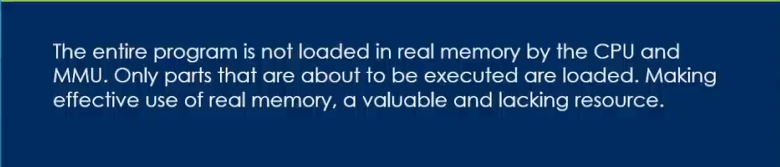 The entire program is not loaded in real memory by the CPU and
MMU. Only parts that are about to be executed are loaded. Making
effective use of real memory, a valuable and lacking resource.